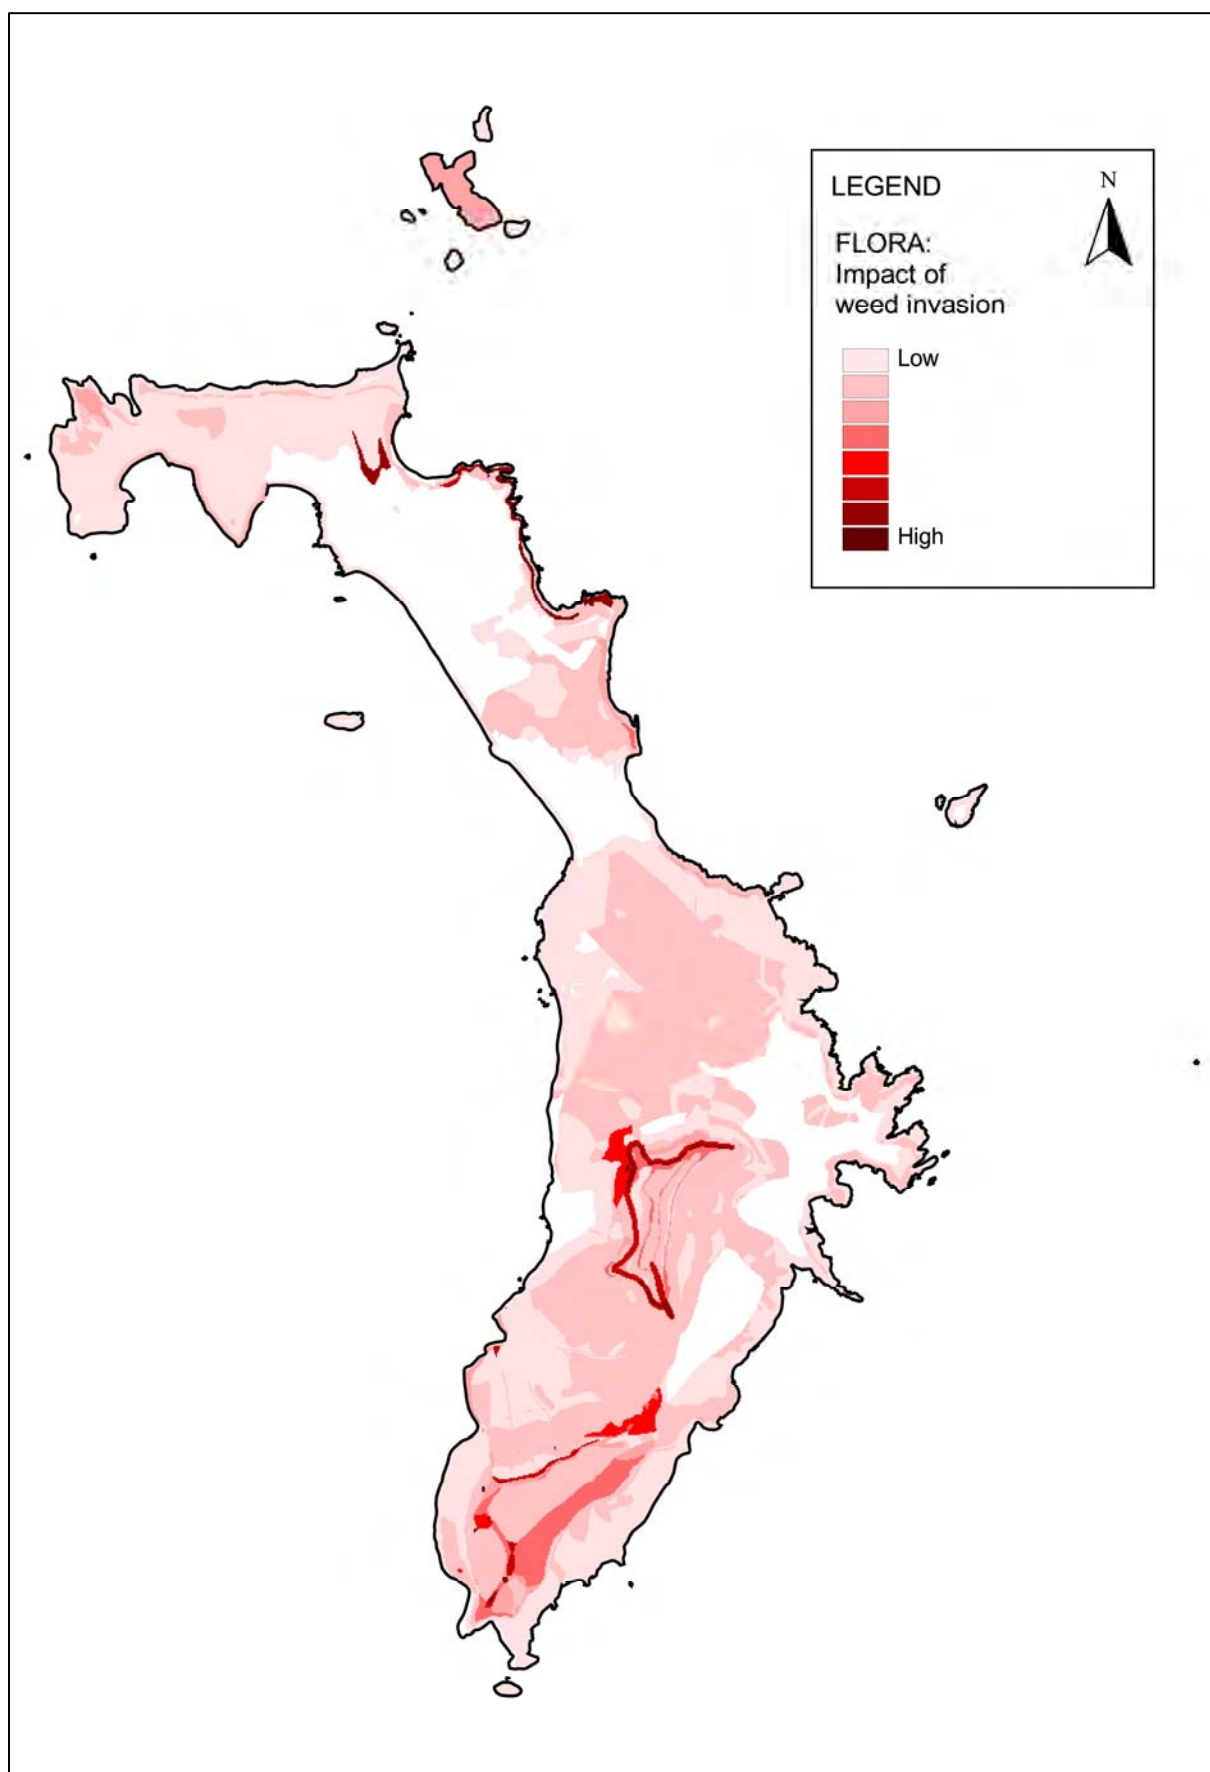 LEGEND
N
FLORA:
Impact of
weed invasion
Low
High